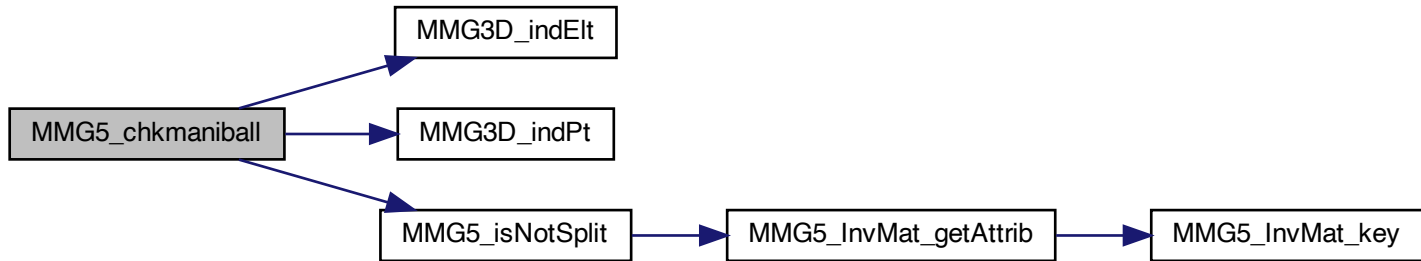 MMG3D_indElt
MMG5_chkmaniball
MMG3D_indPt
MMG5_isNotSplit
MMG5_InvMat_getAttrib
MMG5_InvMat_key